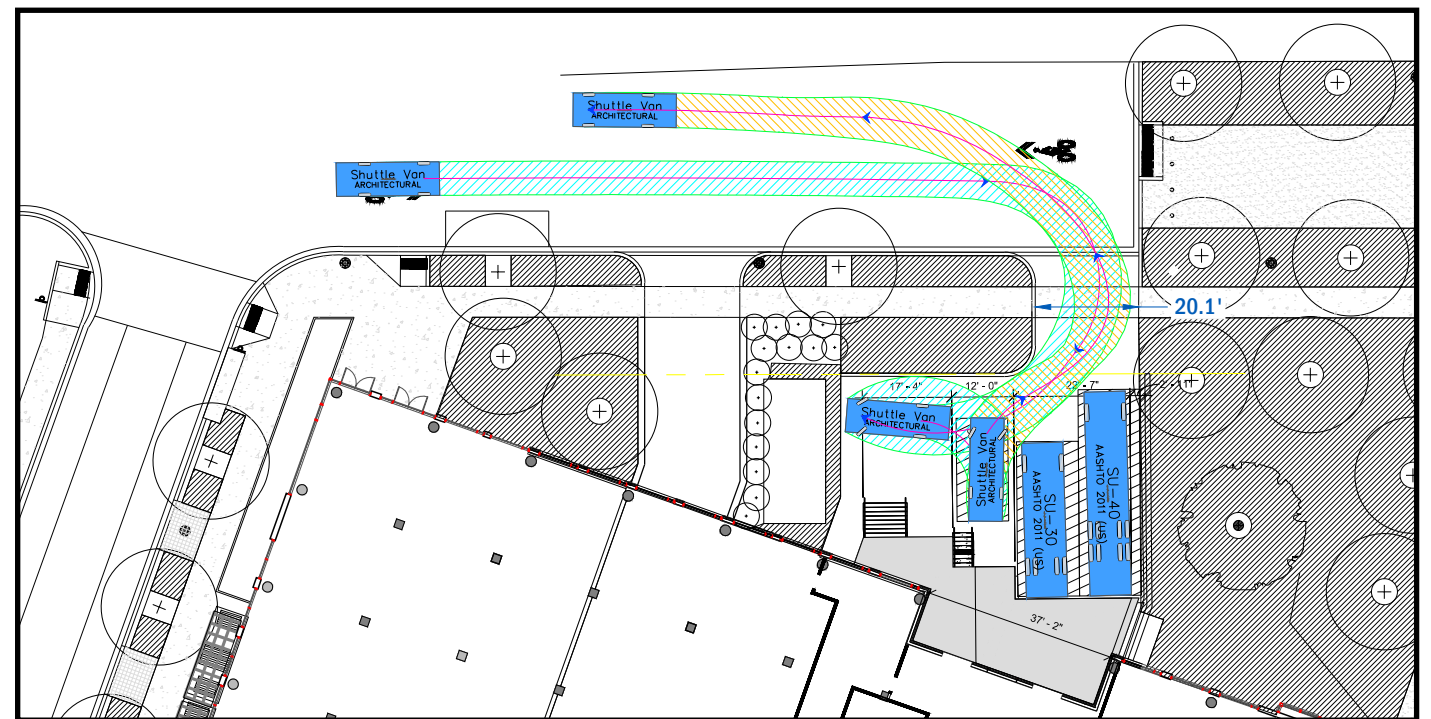 Shuttle Van
ARCHITECTURAL
Shuttle Van
ARCHITECTURAL
20.1'
17' - 4"
12' - 0"
22' - 7"
Shuttle Van
ARCHITECTURAL
Shuttle Van
ARCHITECTURAL
SU-30
AASHTO 2011 (US)
SU-40
AASHTO 2011 (US)
37' - 2"